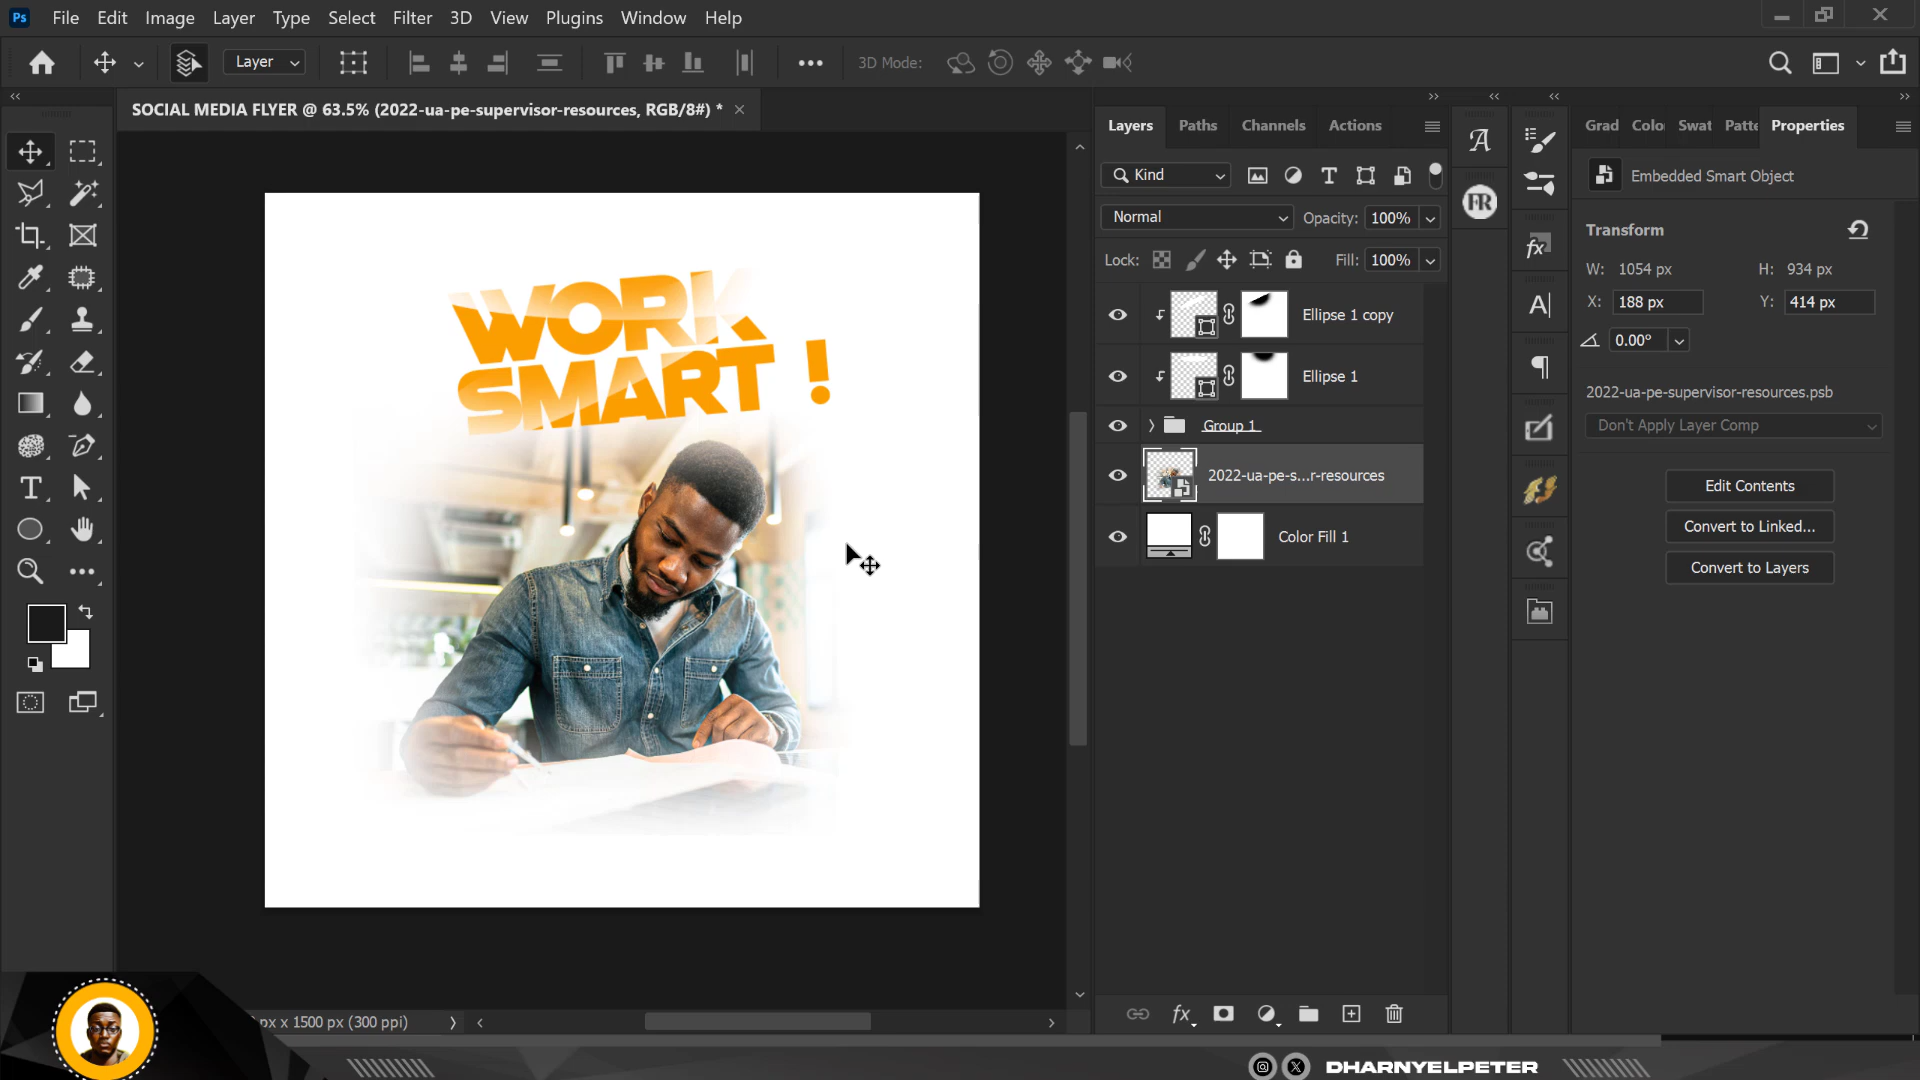 Ps File Edit Image Layer Type Select Filter 3D View Plugins Window Help
Layer 3D Mode:
SOCIAL MEDIA FLYER @ 63.5% (2022-ua-pe-supervisor-resources, RGB/8#) *
WORK
SMART !
px x 1500 px (300 ppi)
Layers Paths Channels Actions
Kind
Normal Opacity: 100%
Lock: Fill: 100%
Ellipse 1 copy
Ellipse 1
Group 1
2022-ua-pe-s...r-resources
Color Fill 1
fx
A
FR
fx
A
Grad Colo Swat Patte Properties
Embedded Smart Object
Transform
W: 1054 px H: 934 px
X: 188 px Y: 414 px
0.00°
2022-ua-pe-supervisor-resources.psb
Don't Apply Layer Comp
Edit Contents
Convert to Linked...
Convert to Layers
DHARNYELPETER